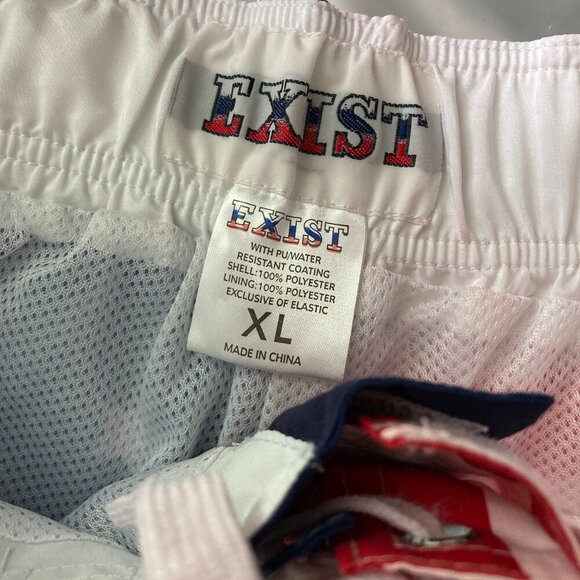 EXIST
EXIST
WITH PU/WATER
RESISTANT COATING
SHELL:100% POLYESTER
LINING:100% POLYESTER
EXCLUSIVE OF ELASTIC
XL
MADE IN CHINA